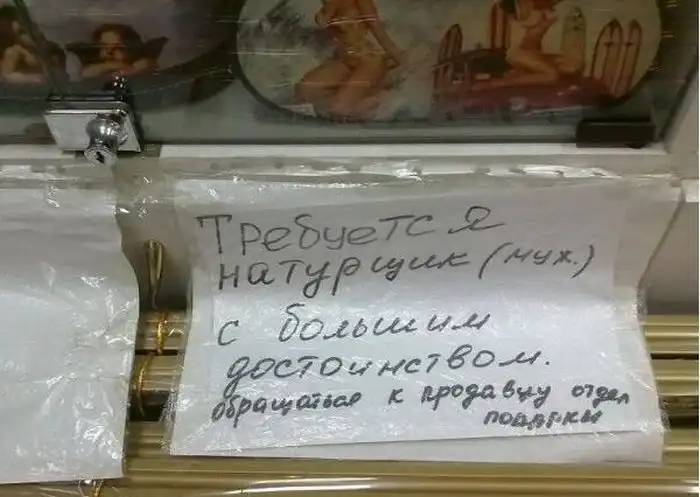 Требуется
натурщик (муж.)
с большим
достоинством.
обращаться к продавцу отдел
подарки